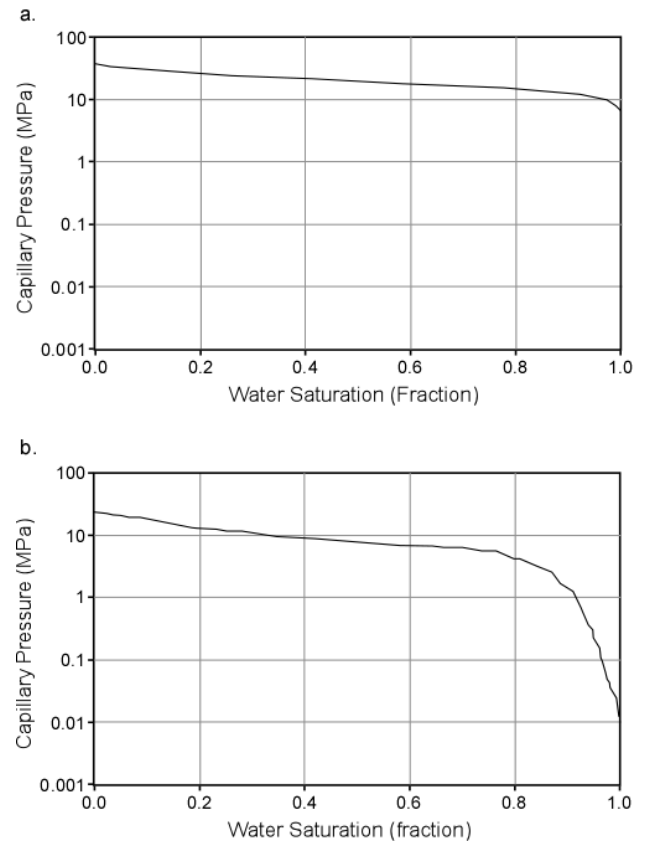 a.
100
10
1
0.1
0.01
0.001
Capillary Pressure (MPa)
0.0 0.2 0.4 0.6 0.8 1.0
Water Saturation (Fraction)
b.
100
10
1
0.1
0.01
0.001
Capillary Pressure (MPa)
0.0 0.2 0.4 0.6 0.8 1.0
Water Saturation (fraction)